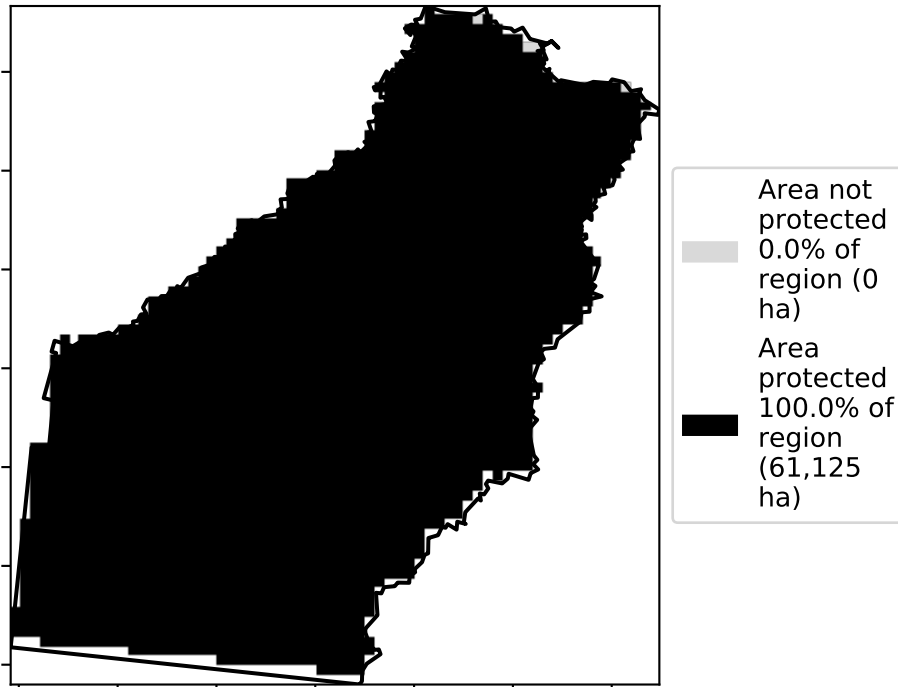 Area not
protected
0.0% of
region (0
ha)
Area
protected
100.0% of
region
(61,125
ha)